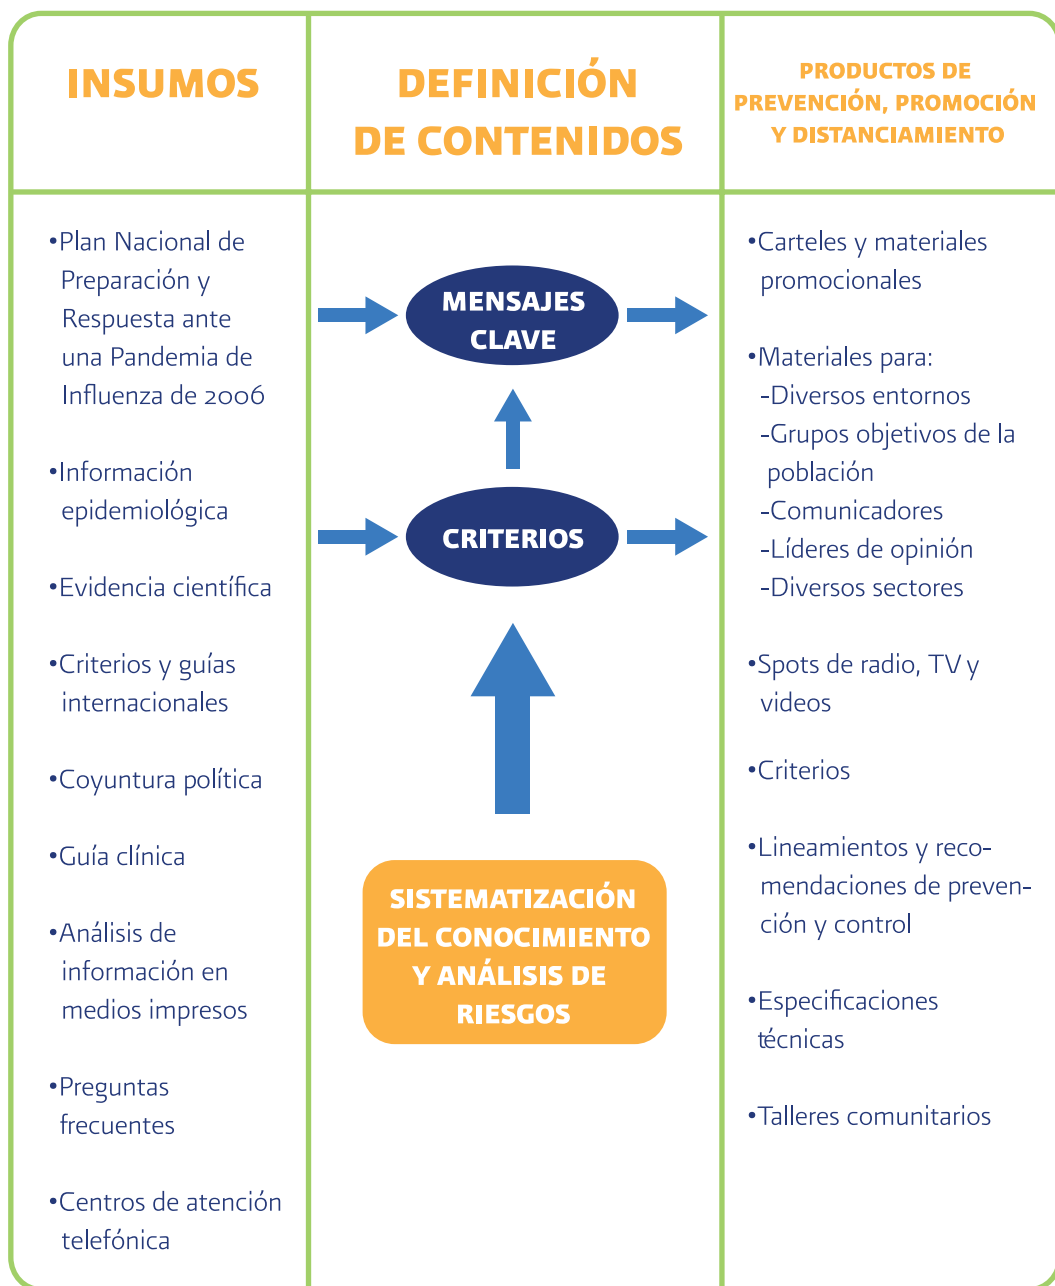 INSUMOS
DEFINICIÓN
DE CONTENIDOS
PRODUCTOS DE
PREVENCIÓN, PROMOCIÓN
Y DISTANCIAMIENTO
•Plan Nacional de
Preparación y
Respuesta ante
una Pandemia de
Influenza de 2006
•Información
epidemiológica
•Evidencia científica
•Criterios y guías
internacionales
•Coyuntura política
•Guía clínica
•Análisis de
información en
medios impresos
•Preguntas
frecuentes
•Centros de atención
telefónica
MENSAJES
CLAVE
CRITERIOS
SISTEMATIZACIÓN
DEL CONOCIMIENTO
Y ANÁLISIS DE
RIESGOS
•Carteles y materiales
promocionales
•Materiales para:
-Diversos entornos
-Grupos objetivos de la
población
-Comunicadores
-Líderes de opinión
-Diversos sectores
•Spots de radio, TV y
videos
•Criterios
•Lineamientos y reco-
mendaciones de preven-
ción y control
•Especificaciones
técnicas
•Talleres comunitarios